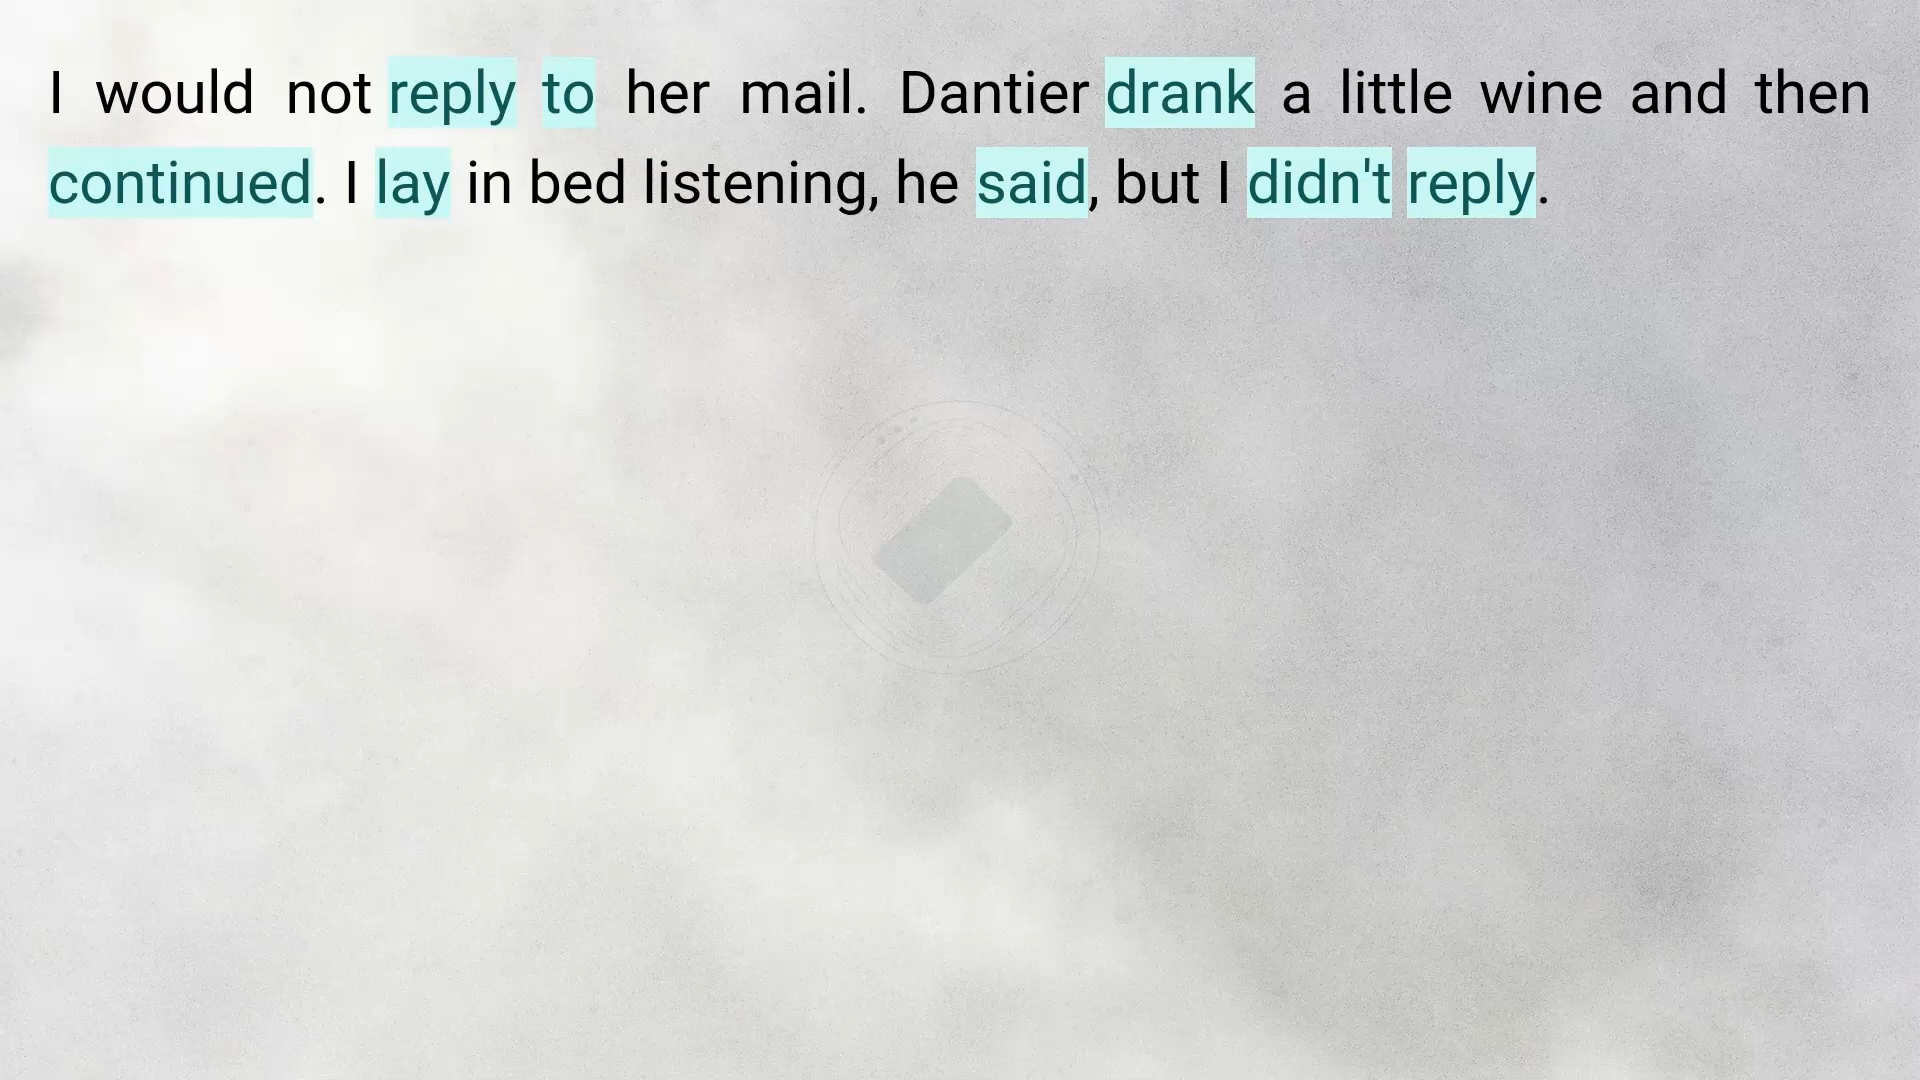 I would not reply to her mail. Dantier drank a little wine and then
continued. I lay in bed listening, he said, but I didn't reply.